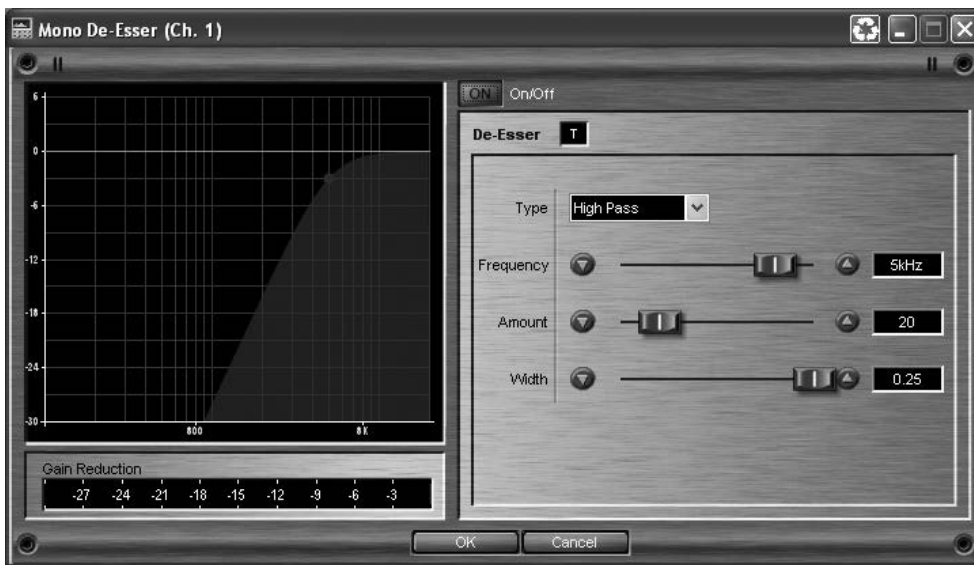 Mono De-Esser (Ch. 1)
6
0
-6
-12
-18
-24
-30
800
8K
Gain Reduction
-27 -24 -21 -18 -15 -12 -9 -6 -3
ON On/Off
De-Esser T
Type High Pass
Frequency 5kHz
Amount 20
Width 0.25
OK Cancel